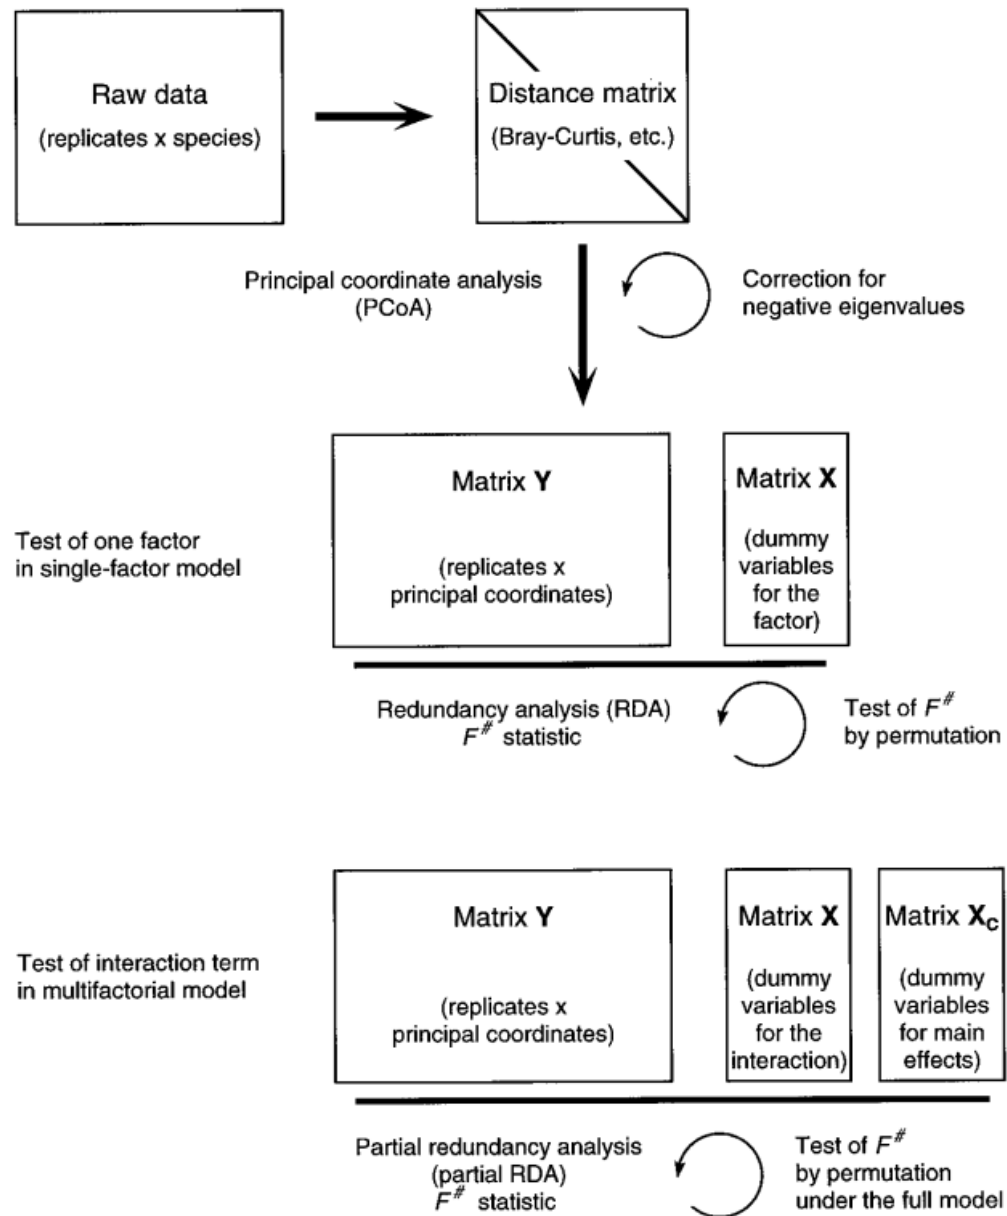 Raw data
(replicates x species)
Distance matrix
(Bray-Curtis, etc.)
Principal coordinate analysis
(PCoA)
Correction for
negative eigenvalues
Test of one factor
in single-factor model
Matrix Y
(replicates x
principal coordinates)
Matrix X
(dummy
variables
for the
factor)
Redundancy analysis (RDA)
F# statistic
Test of F#
by permutation
Test of interaction term
in multifactorial model
Matrix Y
(replicates x
principal coordinates)
Matrix X
(dummy
variables
for the
interaction)
Matrix Xc
(dummy
variables
for main
effects)
Partial redundancy analysis
(partial RDA)
F# statistic
Test of F#
by permutation
under the full model